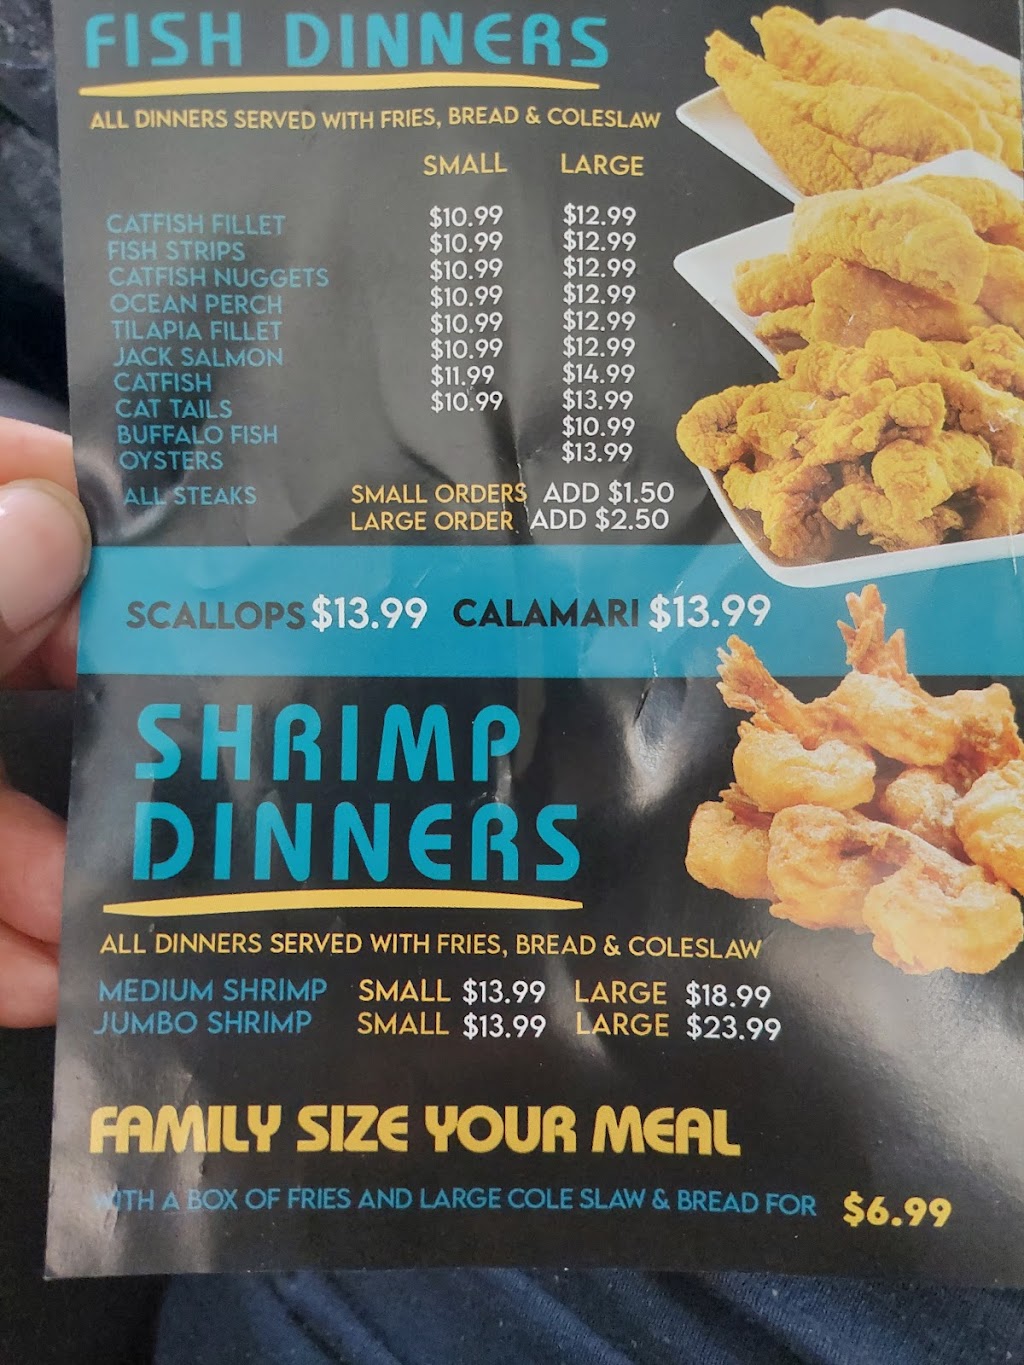 FISH DINNERS
ALL DINNERS SERVED WITH FRIES, BREAD & COLESLAW
SMALL LARGE
CATFISH FILLET $10.99 $12.99
FISH STRIPS $10.99 $12.99
CATFISH NUGGETS $10.99 $12.99
OCEAN PERCH $10.99 $12.99
TILAPIA FILLET $10.99 $12.99
JACK SALMON $10.99 $12.99
CATFISH $11.99 $14.99
CAT TAILS $10.99 $13.99
BUFFALO FISH $10.99
OYSTERS $13.99
ALL STEAKS SMALL ORDERS ADD $1.50
LARGE ORDER ADD $2.50
SCALLOPS $13.99 CALAMARI $13.99
SHRIMP
DINNERS
ALL DINNERS SERVED WITH FRIES, BREAD & COLESLAW
MEDIUM SHRIMP SMALL $13.99 LARGE $18.99
JUMBO SHRIMP SMALL $13.99 LARGE $23.99
FAMILY SIZE YOUR MEAL
WITH A BOX OF FRIES AND LARGE COLE SLAW & BREAD FOR $6.99